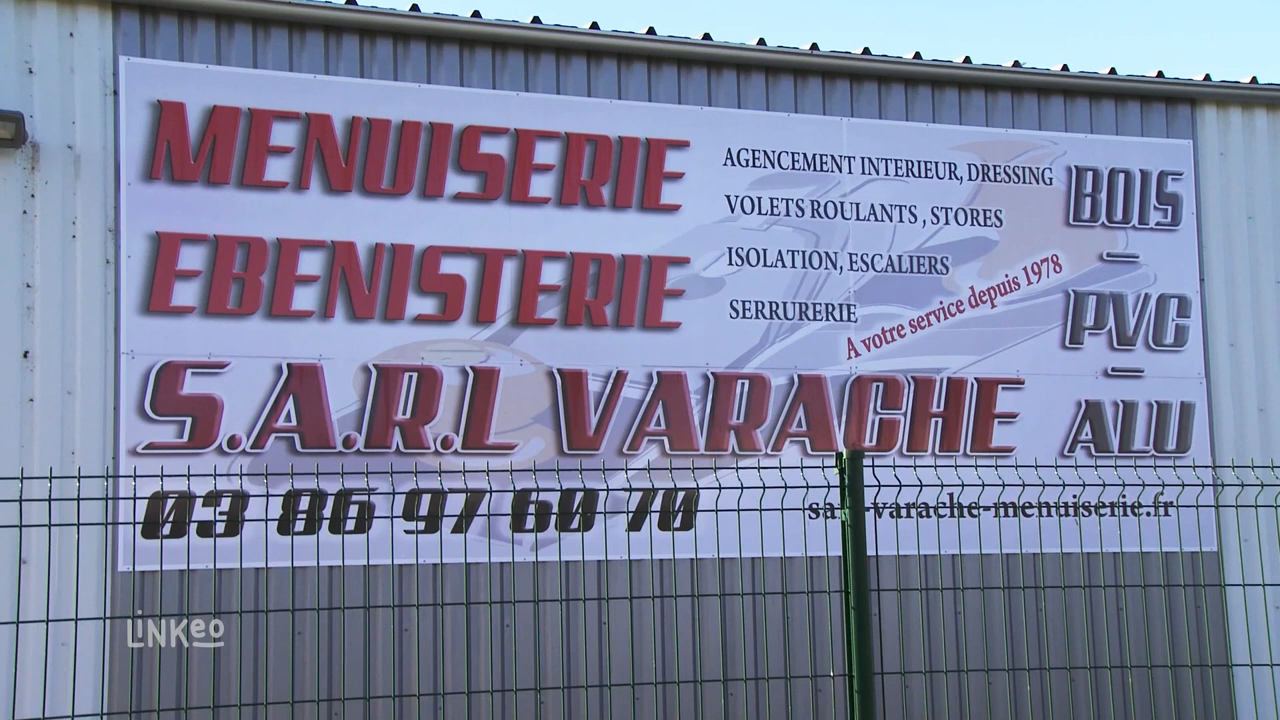 MENUISERIE
EBENISTERIE
S.A.R.L VARACHE
03 86 97 60 70
AGENCEMENT INTERIEUR, DRESSING
VOLETS ROULANTS , STORES
ISOLATION, ESCALIERS
SERRURERIE
A votre service depuis 1978
BOIS
–
PVC
–
ALU
sarl-varache-menuiserie.fr
LiNKeo